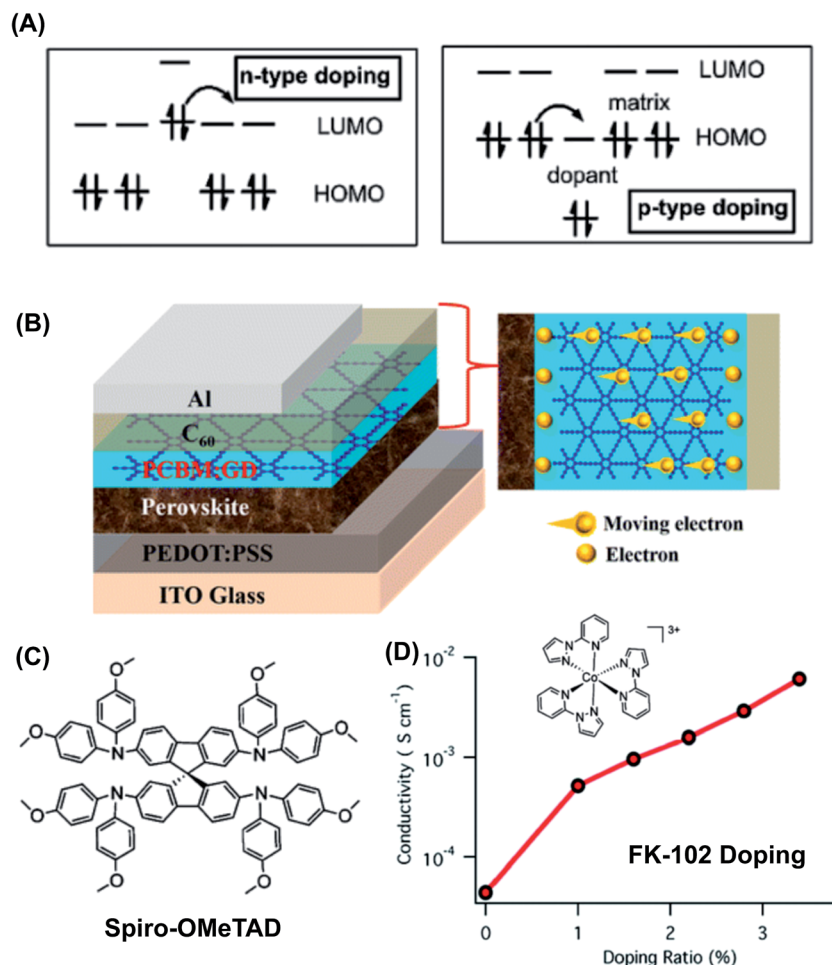 (A)
n-type doping
LUMO
HOMO
LUMO
matrix
HOMO
dopant
p-type doping
(B)
Al
C60
PCBM:GD
Perovskite
PEDOT:PSS
ITO Glass
Moving electron
Electron
(C)
O
O
O
O
N
N
N
N
O
O
O
O
Spiro-OMeTAD
(D)
3+
N
N
N
Co
N
N
N
N
N
N
10-2
10-3
10-4
Conductivity ( S cm-1)
FK-102 Doping
0
1
2
3
Doping Ratio (%)